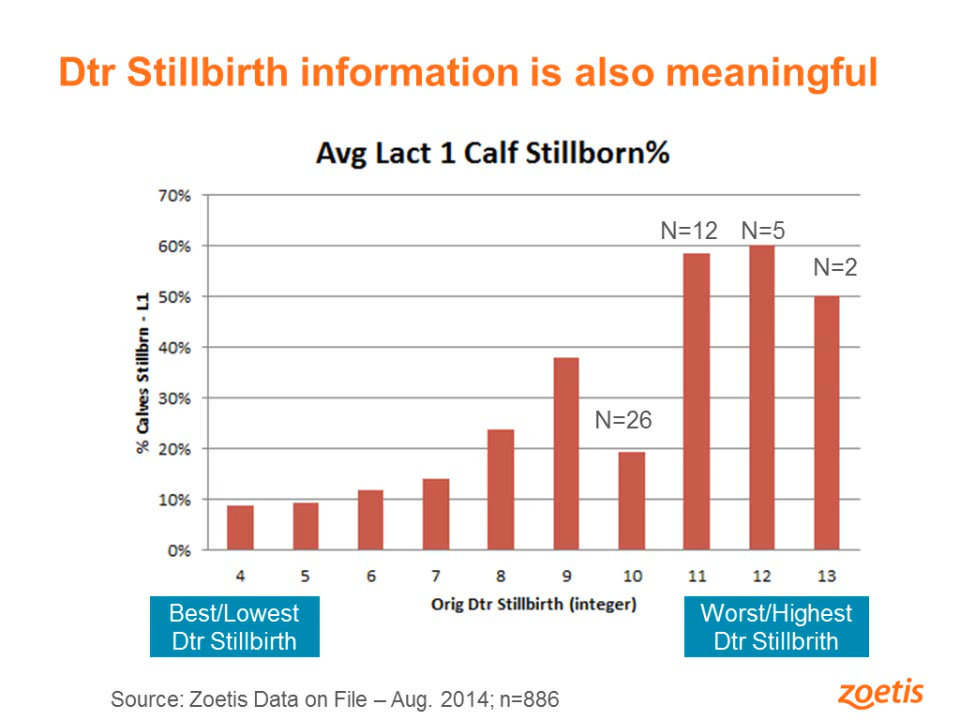 Dtr Stillbirth information is also meaningful
Avg Lact 1 Calf Stillborn%
70%
60%
50%
40%
30%
20%
10%
0%
% Calves Stillbrn - L1
N=12 N=5
N=2
N=26
4 5 6 7 8 9 10 11 12 13
Orig Dtr Stillbirth (integer)
Best/Lowest
Dtr Stillbirth
Worst/Highest
Dtr Stillbrith
Source: Zoetis Data on File – Aug. 2014; n=886
zoetis